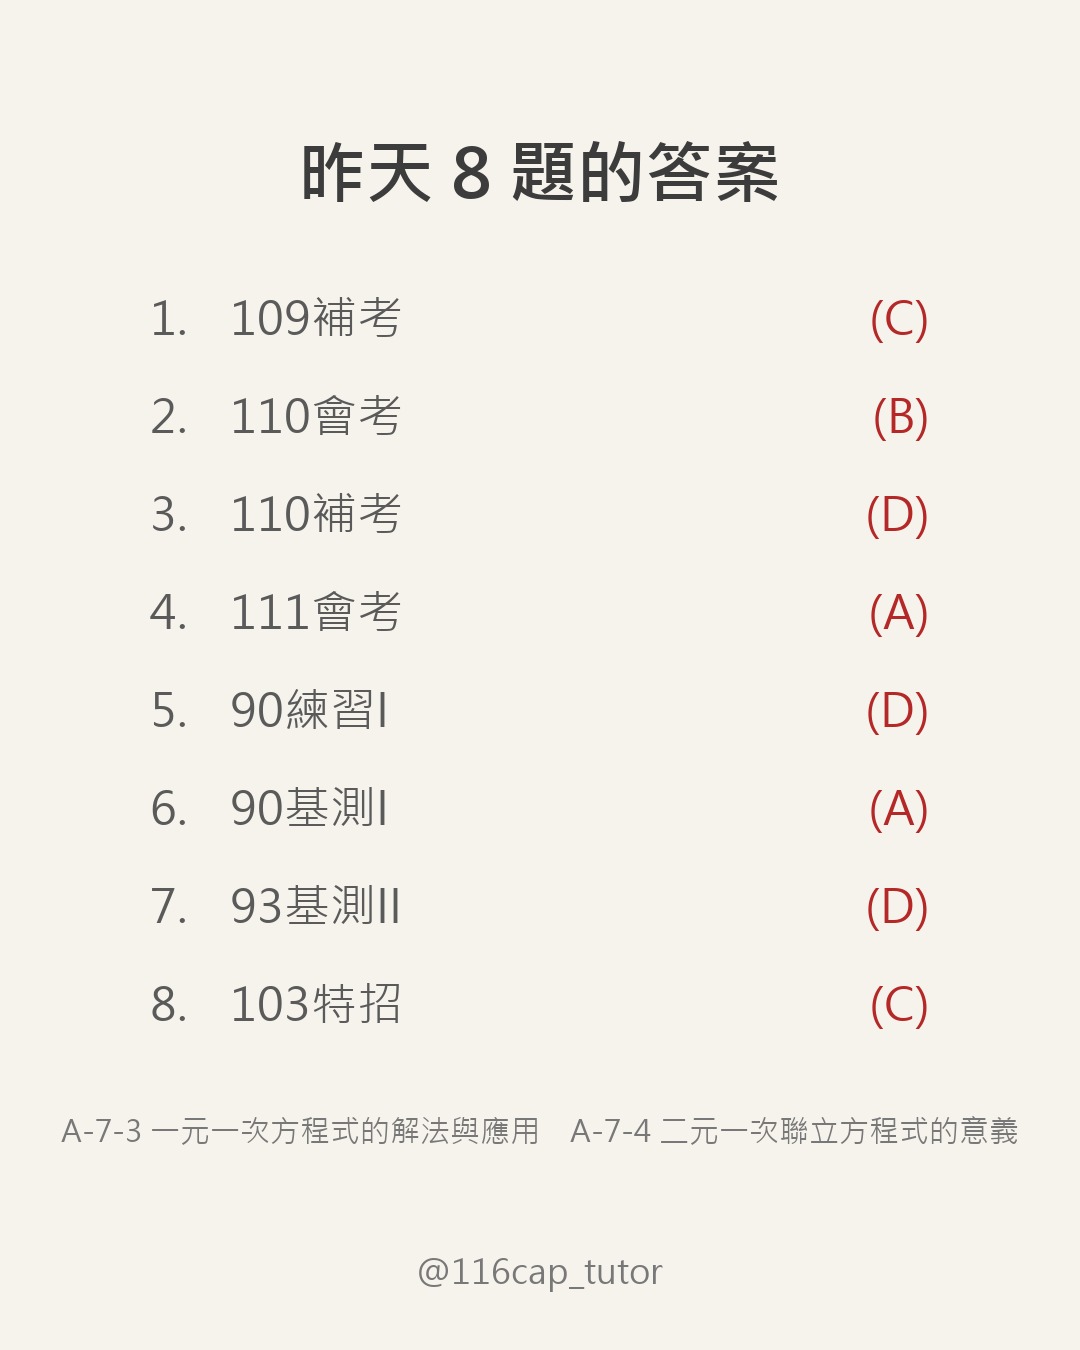 昨天 8 題的答案
1. 109補考 (C)
2. 110會考 (B)
3. 110補考 (D)
4. 111會考 (A)
5. 90練習I (D)
6. 90基測I (A)
7. 93基測II (D)
8. 103特招 (C)
A-7-3 一元一次方程式的解法與應用 A-7-4 二元一次聯立方程式的意義
@116cap_tutor